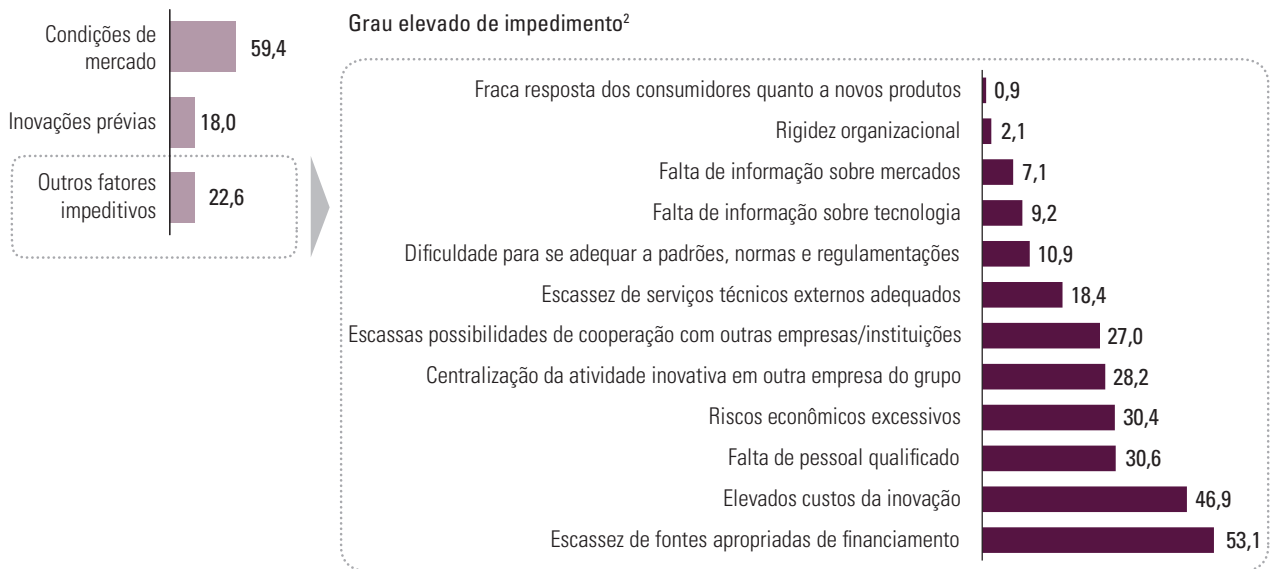 Condições de
mercado
59,4
Inovações prévias
18,0
Outros fatores
impeditivos
22,6
Grau elevado de impedimento²
Fraca resposta dos consumidores quanto a novos produtos
0,9
Rigidez organizacional
2,1
Falta de informação sobre mercados
7,1
Falta de informação sobre tecnologia
9,2
Dificuldade para se adequar a padrões, normas e regulamentações
10,9
Escassez de serviços técnicos externos adequados
18,4
Escassas possibilidades de cooperação com outras empresas/instituições
27,0
Centralização da atividade inovativa em outra empresa do grupo
28,2
Riscos econômicos excessivos
30,4
Falta de pessoal qualificado
30,6
Elevados custos da inovação
46,9
Escassez de fontes apropriadas de financiamento
53,1